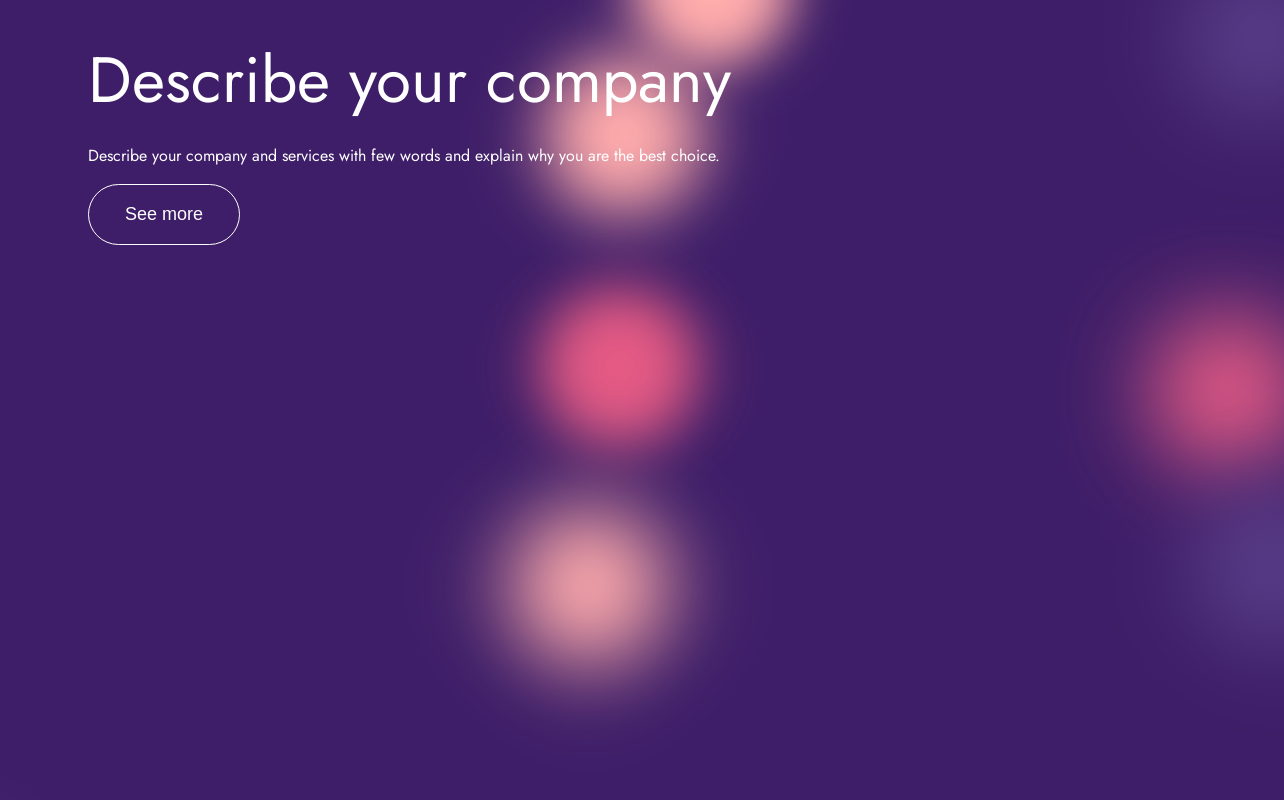 Describe your company
Describe your company and services with few words and explain why you are the best choice.
See more